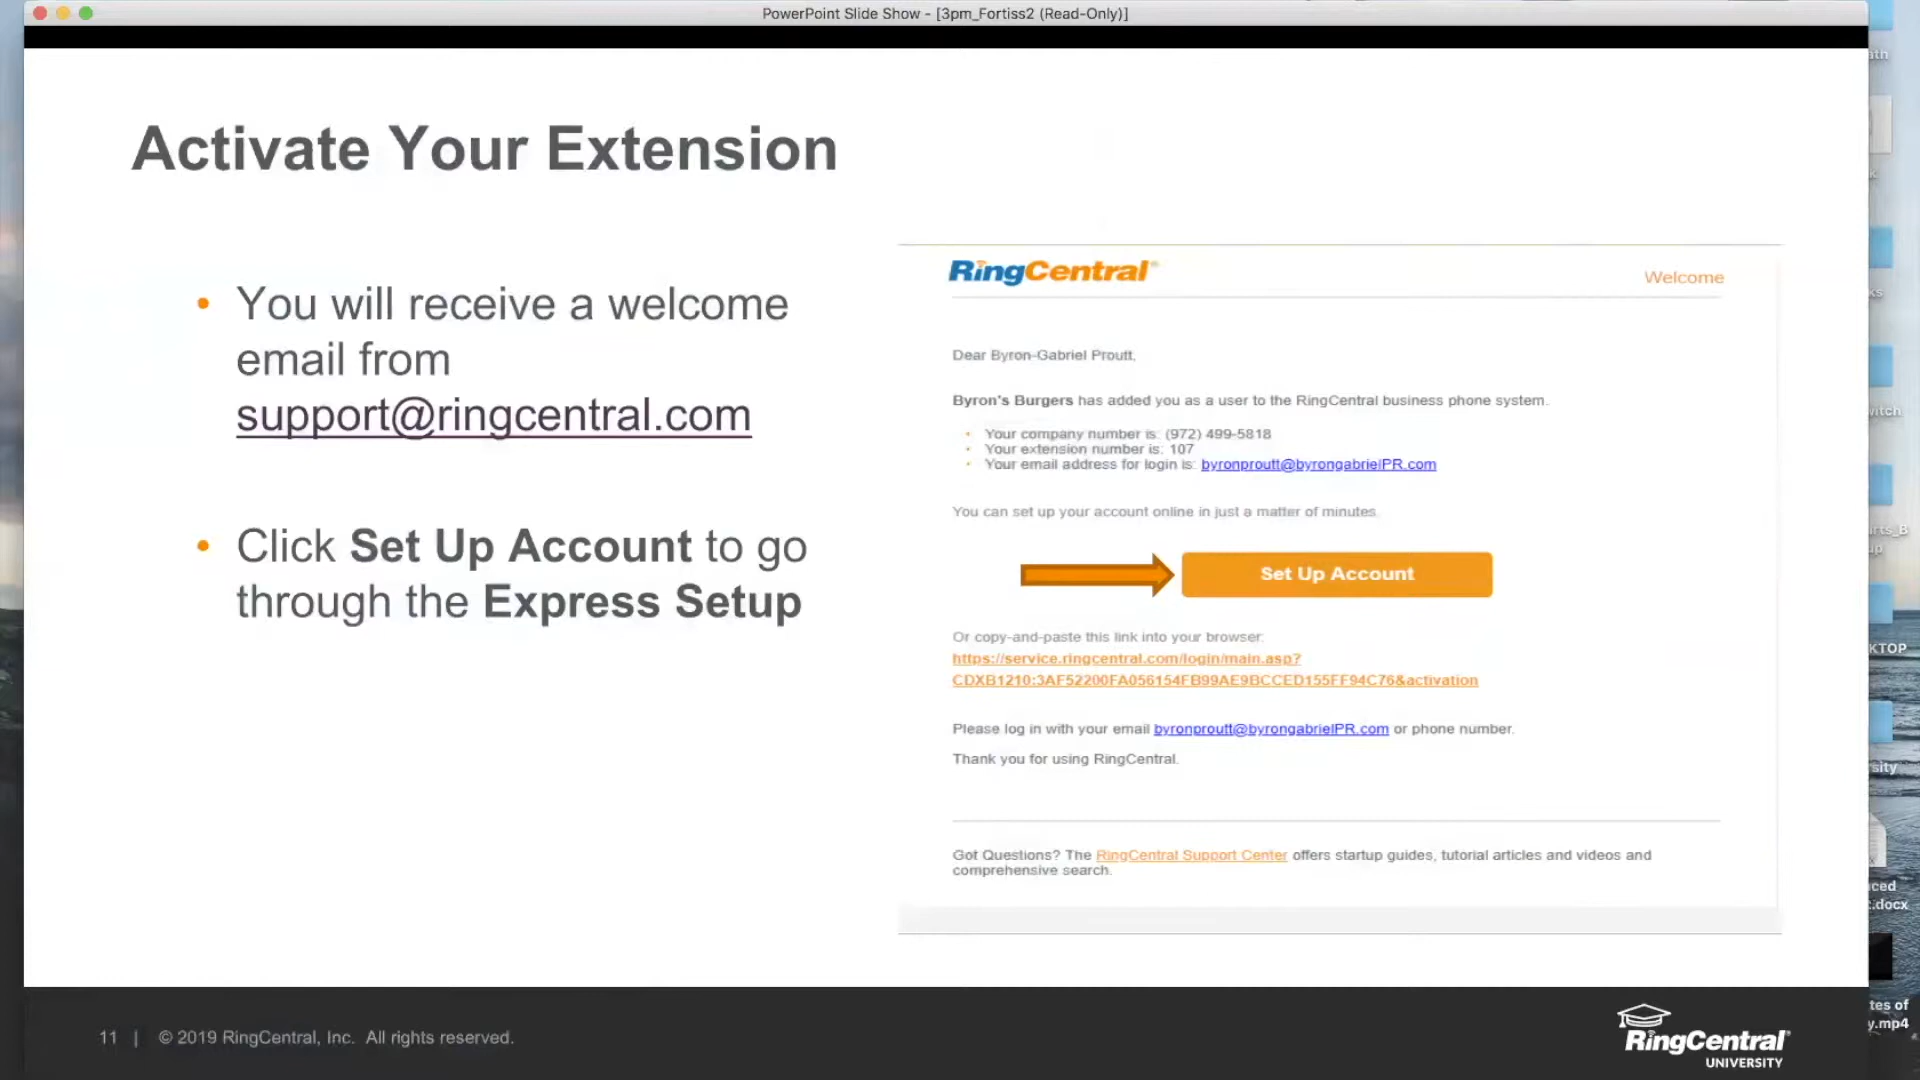 PowerPoint Slide Show - [3pm_Fortiss2 (Read-Only)]
Activate Your Extension
• You will receive a welcome
email from
support@ringcentral.com
• Click Set Up Account to go
through the Express Setup
RingCentral
Welcome
Dear Byron-Gabriel Proutt,
Byron's Burgers has added you as a user to the RingCentral business phone system.
• Your company number is: (972) 499-5818
• Your extension number is: 107
• Your email address for login is: byronproutt@byrongabrielPR.com
You can set up your account online in just a matter of minutes.
Set Up Account
Or copy-and-paste this link into your browser:
https://service.ringcentral.com/login/main.asp?
CDXB1210:3AF52200FA056154FB99AE9BCCED155FF94C76&activation
Please log in with your email byronproutt@byrongabrielPR.com or phone number.
Thank you for using RingCentral.
Got Questions? The RingCentral Support Center offers startup guides, tutorial articles and videos and
comprehensive search.
11 | © 2019 RingCentral, Inc. All rights reserved.
RingCentral
UNIVERSITY
KTOP
.docx
tes of
y.mp4